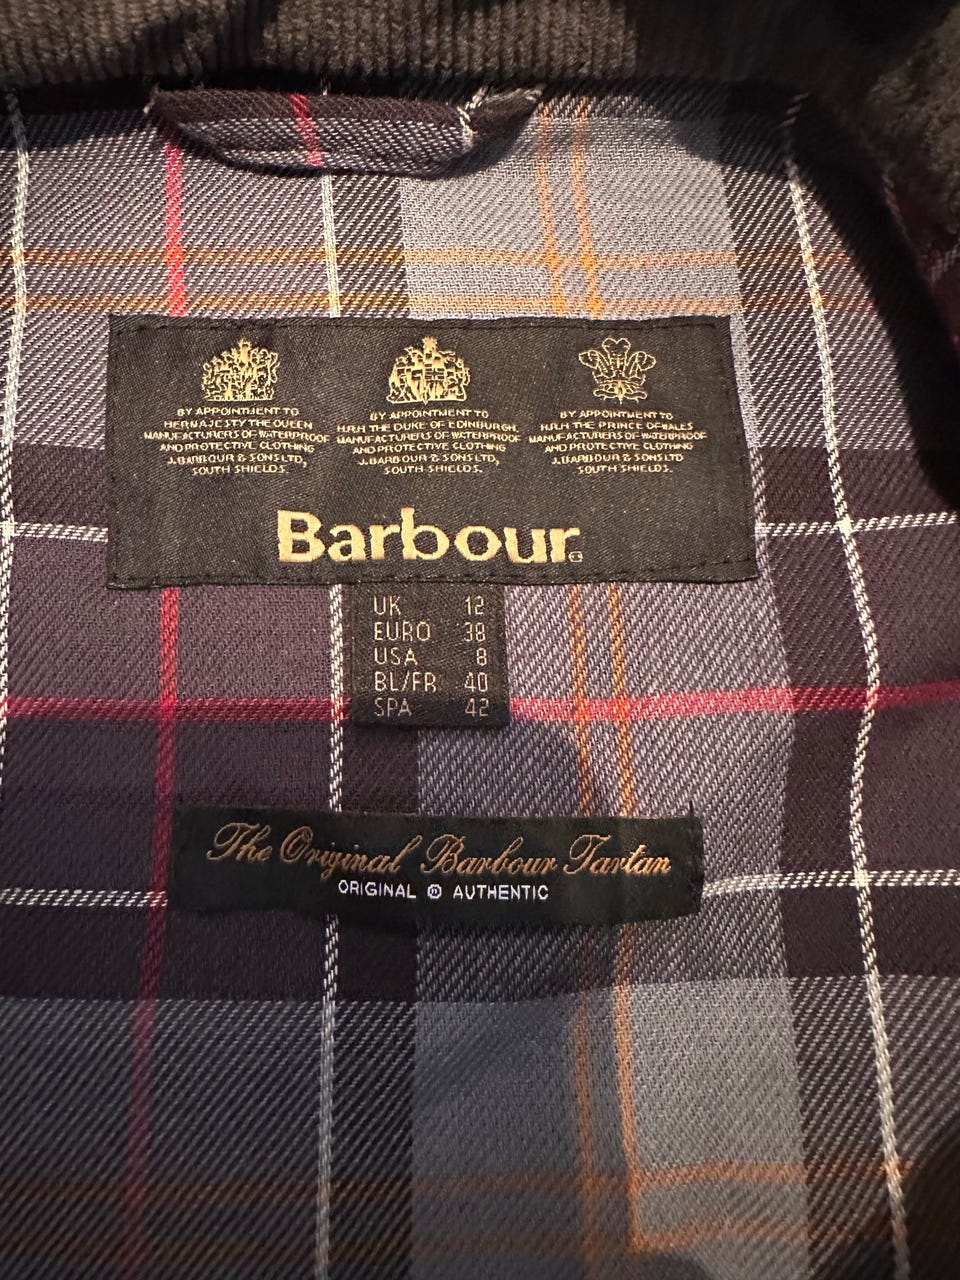 BY APPOINTMENT TO
HER MAJESTY THE QUEEN
MANUFACTURERS OF WATERPROOF
AND PROTECTIVE CLOTHING
J.BARBOUR & SONS LTD,
SOUTH SHIELDS.
BY APPOINTMENT TO
H.R.H. THE DUKE OF EDINBURGH,
MANUFACTURERS OF WATERPROOF
AND PROTECTIVE CLOTHING
J.BARBOUR & SONS LTD,
SOUTH SHIELDS.
BY APPOINTMENT TO
H.R.H. THE PRINCE OF WALES
MANUFACTURERS OF WATERPROOF
AND PROTECTIVE CLOTHING
J.BARBOUR & SONS LTD
SOUTH SHIELDS.
Barbour
UK 12
EURO 38
USA 8
BL/FR 40
SPA 42
The Original Barbour Tartan
ORIGINAL ® AUTHENTIC